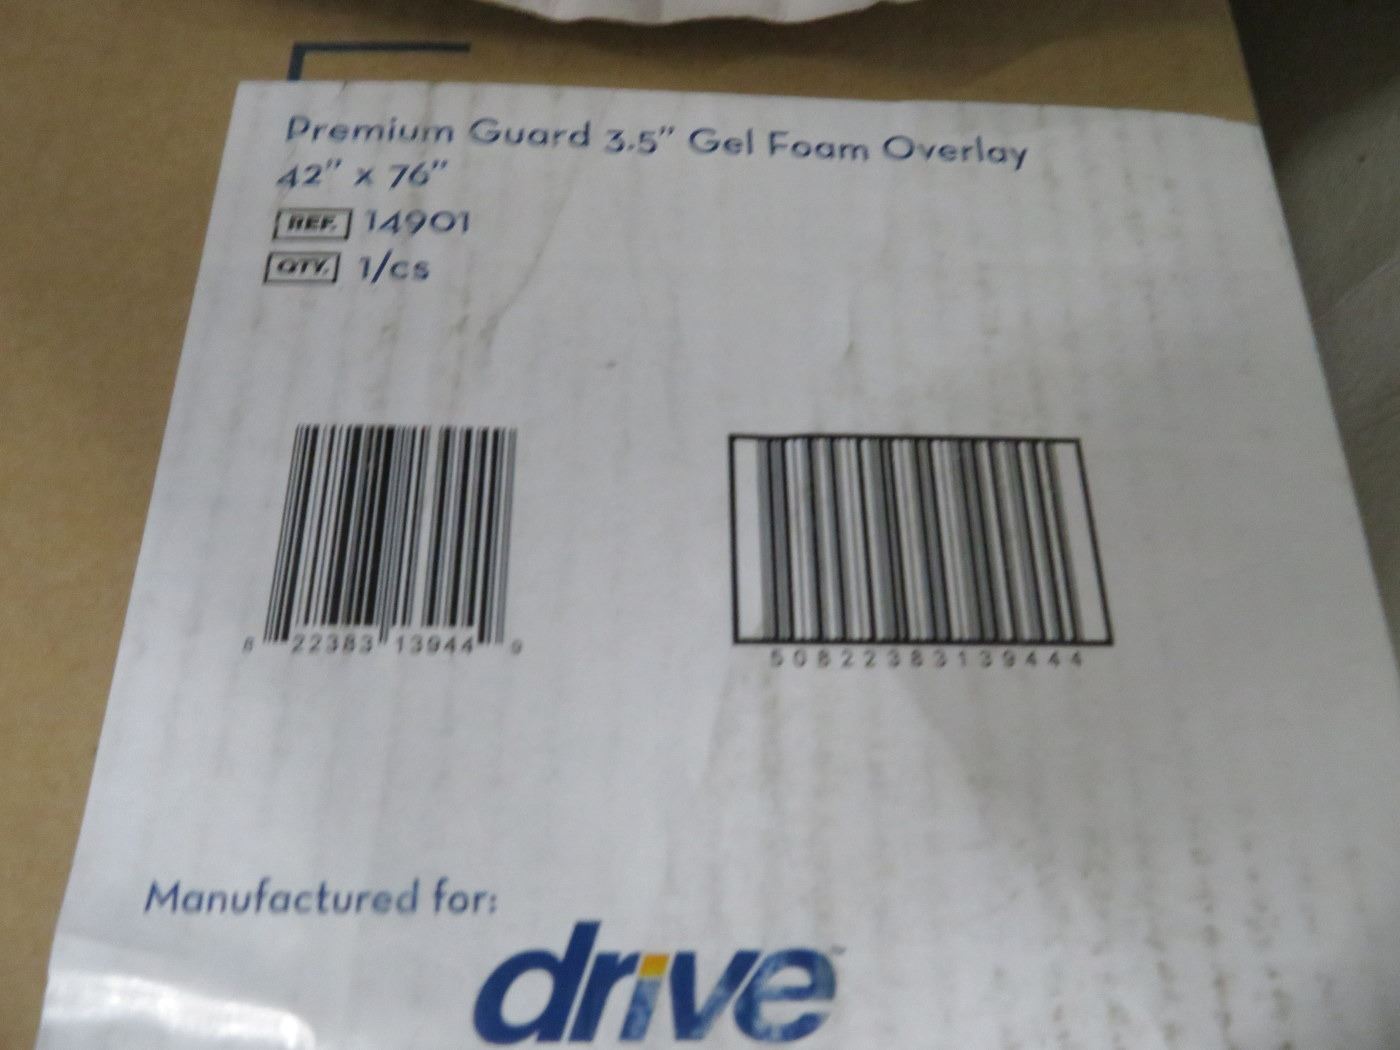 Premium Guard 3.5" Gel Foam Overlay
42" x 76"
REF. 14901
QTY. 1/cs
8 22383 13944 9
50822383139444
Manufactured for:
drive™